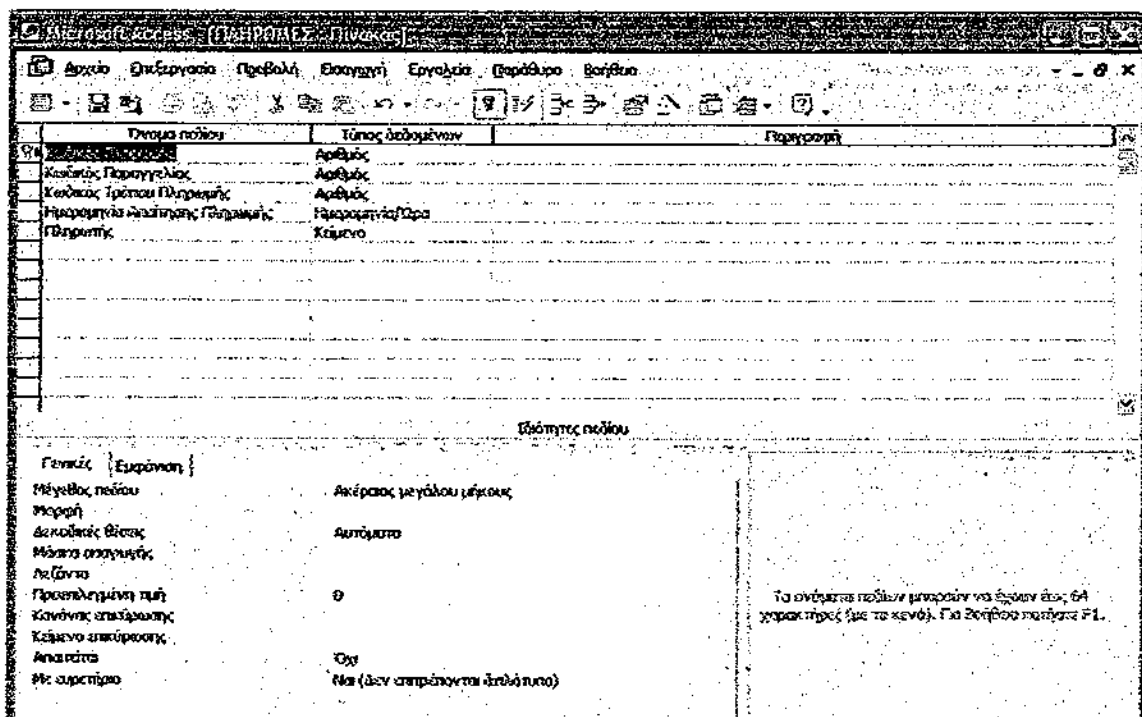 Microsoft Access - [ΠΛΗΡΩΜΕΣ : Πίνακας]
Αρχείο Επεξεργασία Προβολή Εισαγωγή Εργαλεία Παράθυρο Βοήθεια
Όνομα πεδίου Τύπος δεδομένων Περιγραφή
Αριθμός
Κωδικός Παραγγελίας Αριθμός
Κωδικός Τρόπου Πληρωμής Αριθμός
Ημερομηνία Απαίτησης Πληρωμής Ημερομηνία/Ώρα
Πληρωτής Κείμενο
Ιδιότητες πεδίου
Γενικές Εμφάνιση
Μέγεθος πεδίου Ακέραιος μεγάλου μήκους
Μορφή
Δεκαδικές θέσεις Αυτόματα
Μάσκα εισαγωγής
Λεζάντα
Προεπιλεγμένη τιμή 0
Κανόνας επικύρωσης
Κείμενο επικύρωσης
Απαιτείται Όχι
Με ευρετήριο Ναι (Δεν επιτρέπονται διπλότυπα)
Τα ονόματα πεδίων μπορούν να έχουν έως 64
χαρακτήρες (με τα κενά). Για βοήθεια πατήστε F1.